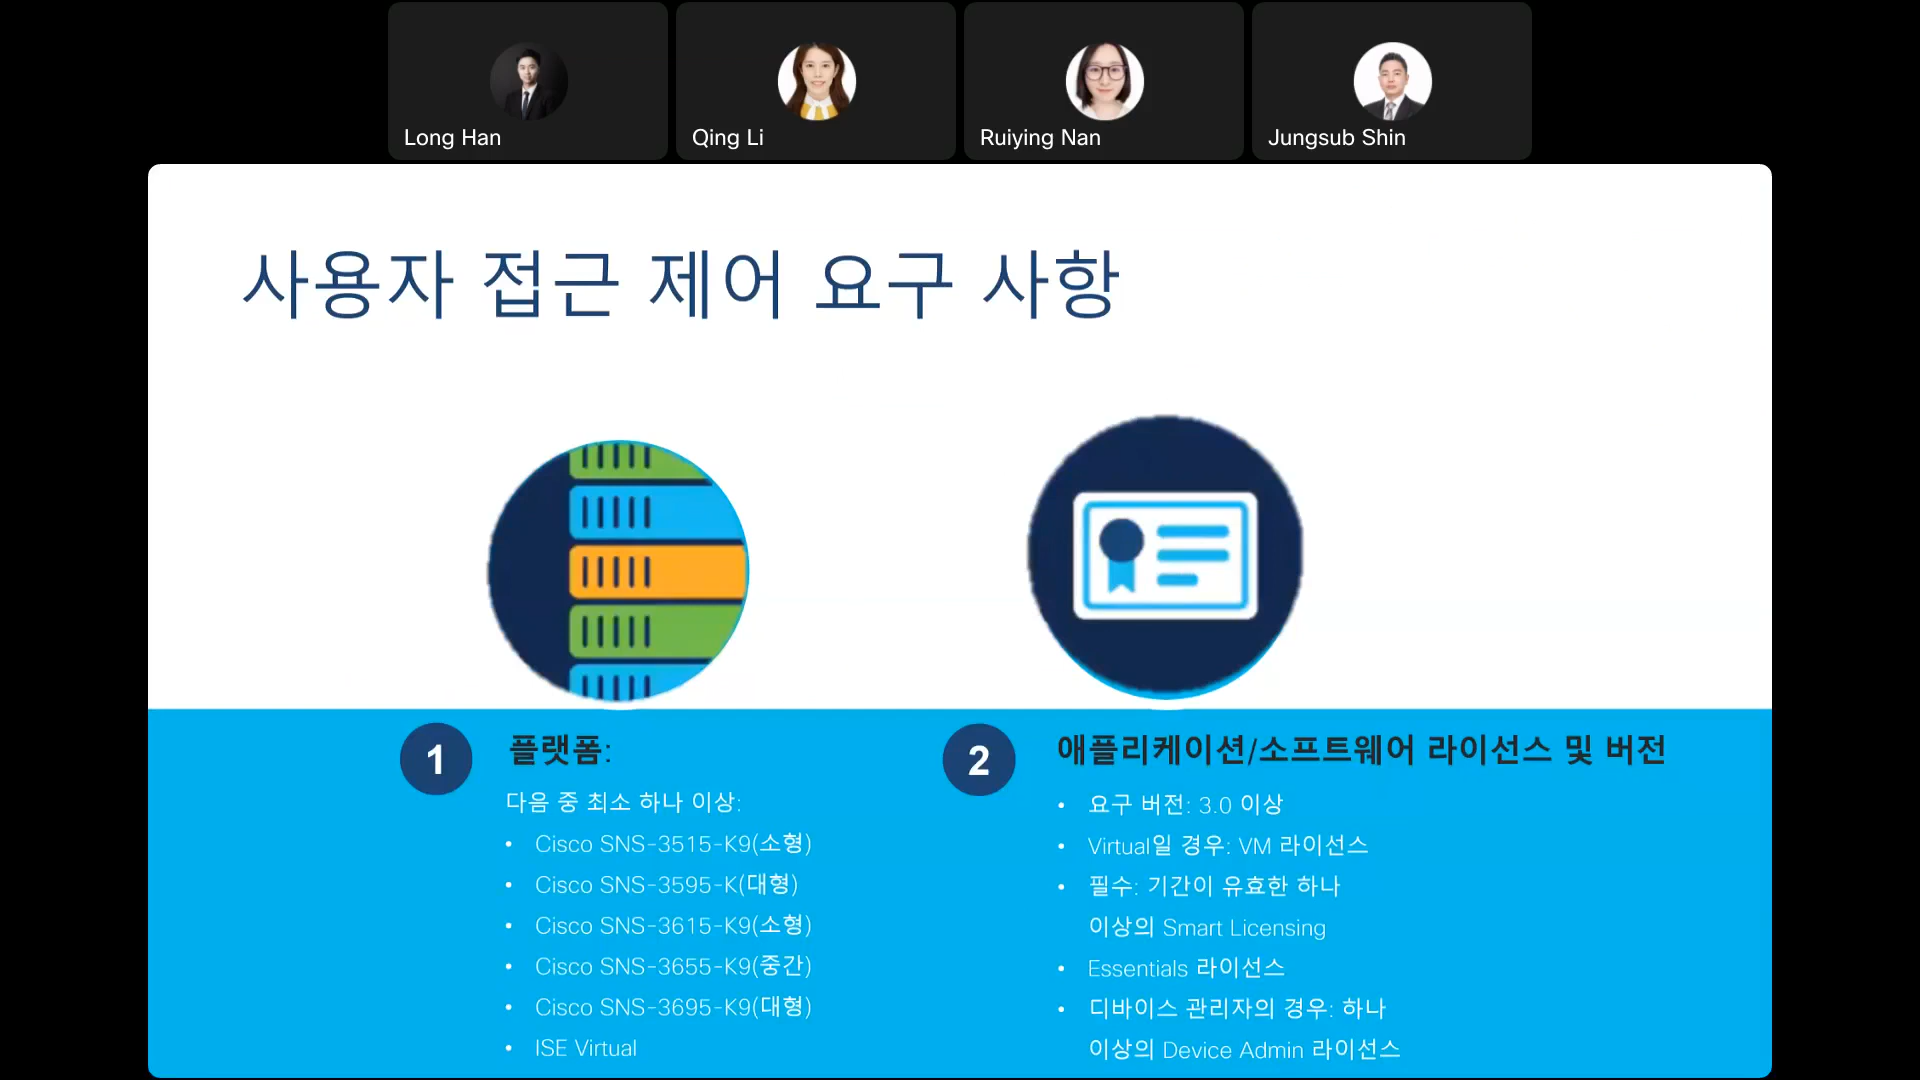 Long Han
Qing Li
Ruiying Nan
Jungsub Shin
사용자 접근 제어 요구 사항
1
플랫폼:
다음 중 최소 하나 이상:
• Cisco SNS-3515-K9(소형)
• Cisco SNS-3595-K(대형)
• Cisco SNS-3615-K9(소형)
• Cisco SNS-3655-K9(중간)
• Cisco SNS-3695-K9(대형)
• ISE Virtual
2
애플리케이션/소프트웨어 라이선스 및 버전
• 요구 버전: 3.0 이상
• Virtual일 경우: VM 라이선스
• 필수: 기간이 유효한 하나
이상의 Smart Licensing
• Essentials 라이선스
• 디바이스 관리자의 경우: 하나
이상의 Device Admin 라이선스